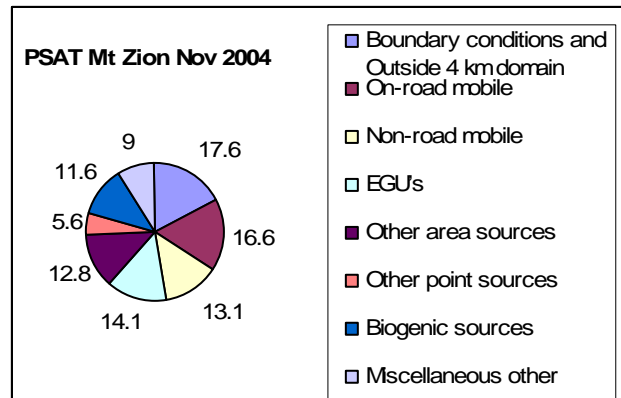 PSAT Mt Zion Nov 2004
9
17.6
11.6
5.6
16.6
12.8
13.1
14.1
Boundary conditions and
Outside 4 km domain
On-road mobile
Non-road mobile
EGU's
Other area sources
Other point sources
Biogenic sources
Miscellaneous other